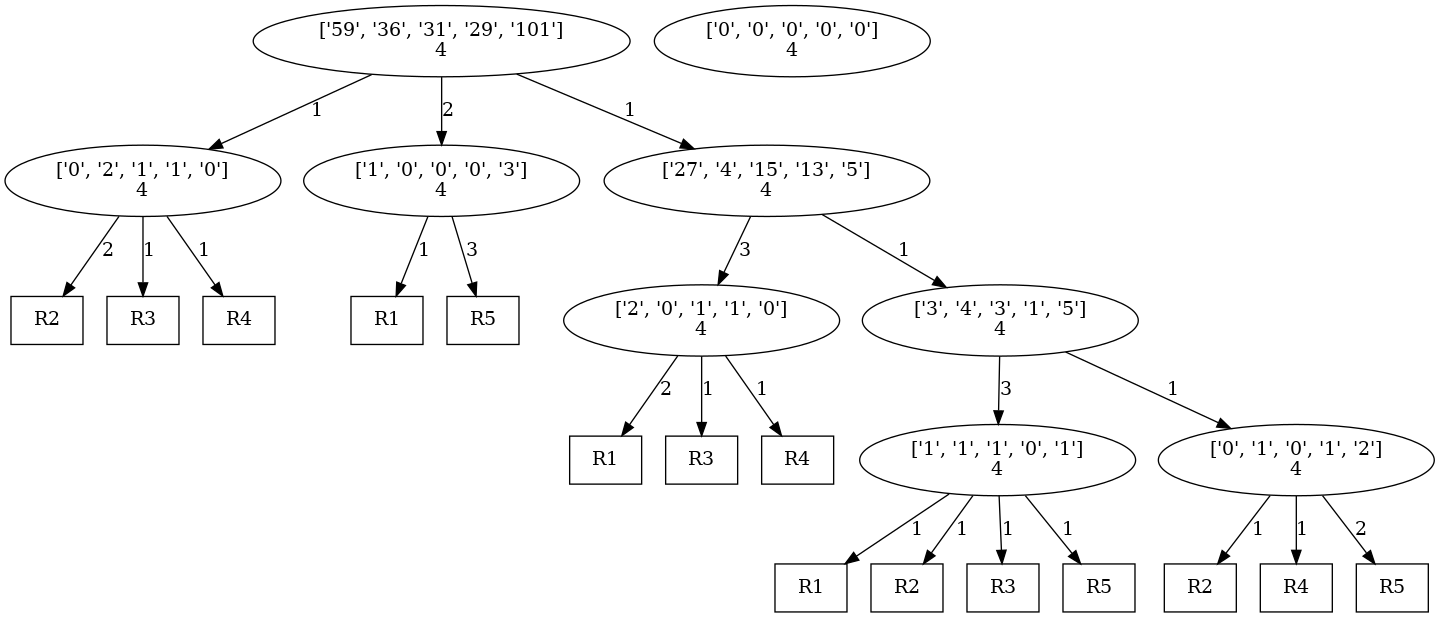 ['59', '36', '31', '29', '101']
4
['0', '0', '0', '0', '0']
4
1
2
1
['0', '2', '1', '1', '0']
4
['1', '0', '0', '0', '3']
4
['27', '4', '15', '13', '5']
4
2
1
1
1
3
3
1
R2
R3
R4
R1
R5
['2', '0', '1', '1', '0']
4
['3', '4', '3', '1', '5']
4
2
1
1
3
1
R1
R3
R4
['1', '1', '1', '0', '1']
4
['0', '1', '0', '1', '2']
4
1
1
1
1
1
1
2
R1
R2
R3
R5
R2
R4
R5